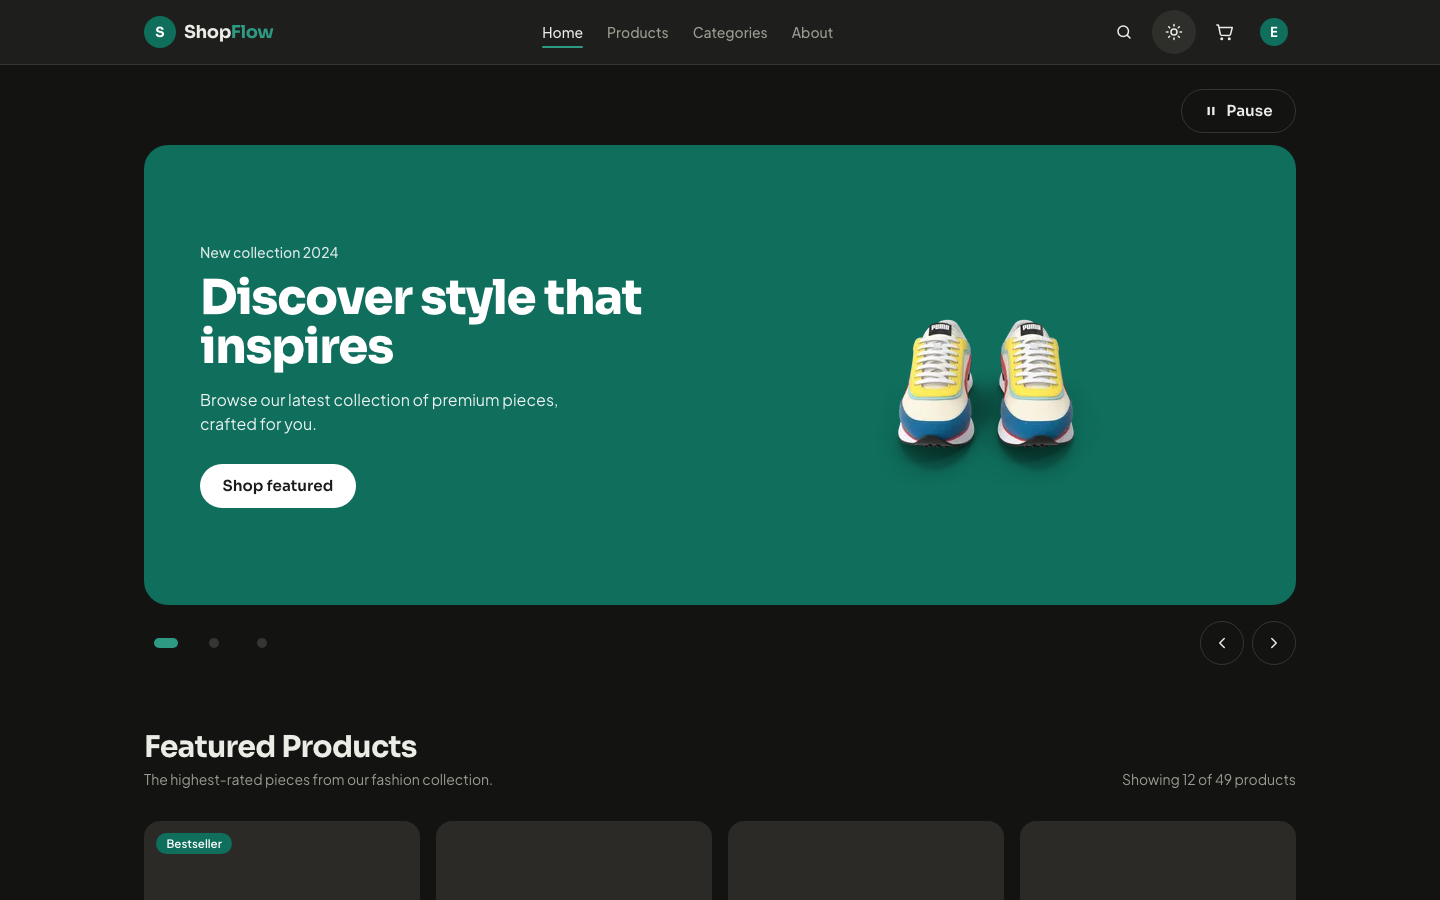 S ShopFlow
Home Products Categories About
E
Pause
New collection 2024
Discover style that
inspires
Browse our latest collection of premium pieces,
crafted for you.
Shop featured
PUMA PUMA
Featured Products
The highest-rated pieces from our fashion collection.
Showing 12 of 49 products
Bestseller